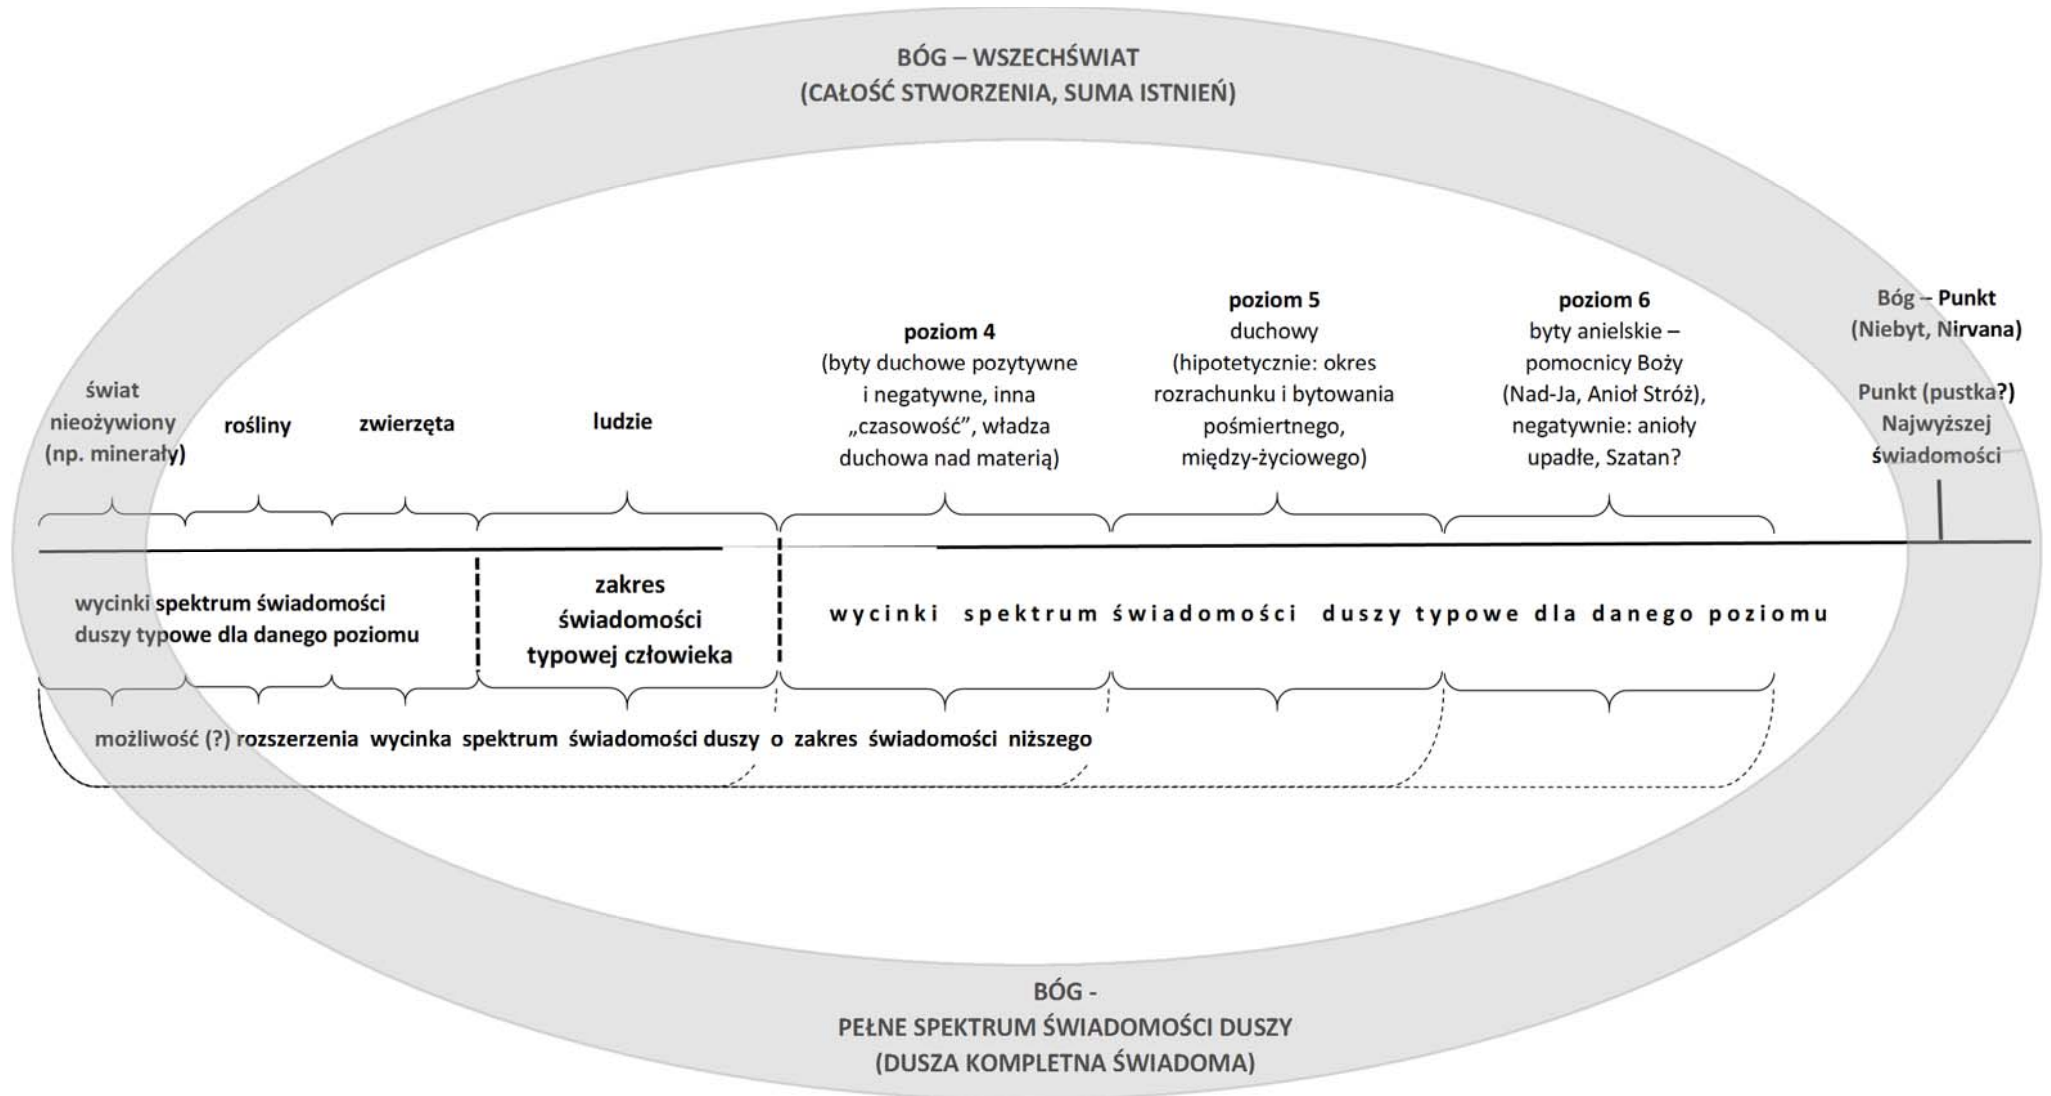 BÓG – WSZECHŚWIAT
(CAŁOŚĆ STWORZENIA, SUMA ISTNIEŃ)
świat
nieożywiony
(np. minerały)
rośliny
zwierzęta
ludzie
poziom 4
(byty duchowe pozytywne
i negatywne, inna
„czasowość”, władza
duchowa nad materią)
poziom 5
duchowy
(hipotetycznie: okres
rozrachunku i bytowania
pośmiertnego,
między-życiowego)
poziom 6
byty anielskie –
pomocnicy Boży
(Nad-Ja, Anioł Stróż),
negatywnie: anioły
upadłe, Szatan?
Bóg – Punkt
(Niebyt, Nirvana)
Punkt (pustka?)
Najwyższej
świadomości
wycinki spektrum świadomości
duszy typowe dla danego poziomu
zakres
świadomości
typowej człowieka
wycinki spektrum świadomości duszy typowe dla danego poziomu
możliwość (?) rozszerzenia wycinka spektrum świadomości duszy o zakres świadomości niższego
BÓG -
PEŁNE SPEKTRUM ŚWIADOMOŚCI DUSZY
(DUSZA KOMPLETNA ŚWIADOMA)